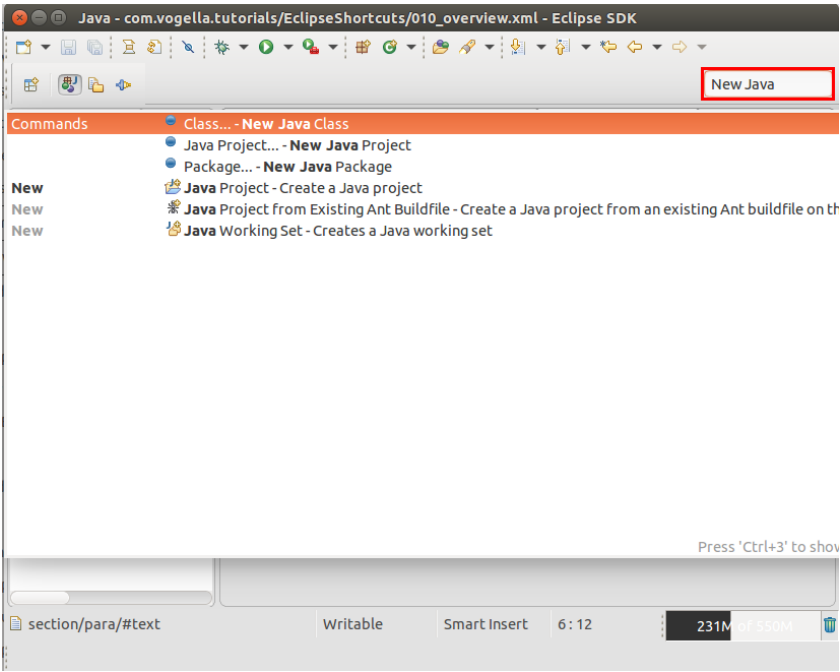 Java - com.vogella.tutorials/EclipseShortcuts/010_overview.xml - Eclipse SDK
New Java
Commands Class... - New Java Class
Java Project... - New Java Project
Package... - New Java Package
New Java Project - Create a Java project
New Java Project from Existing Ant Buildfile - Create a Java project from an existing Ant buildfile on th
New Java Working Set - Creates a Java working set
Press 'Ctrl+3' to show
section/para/#text Writable Smart Insert 6 : 12 231M of 550M